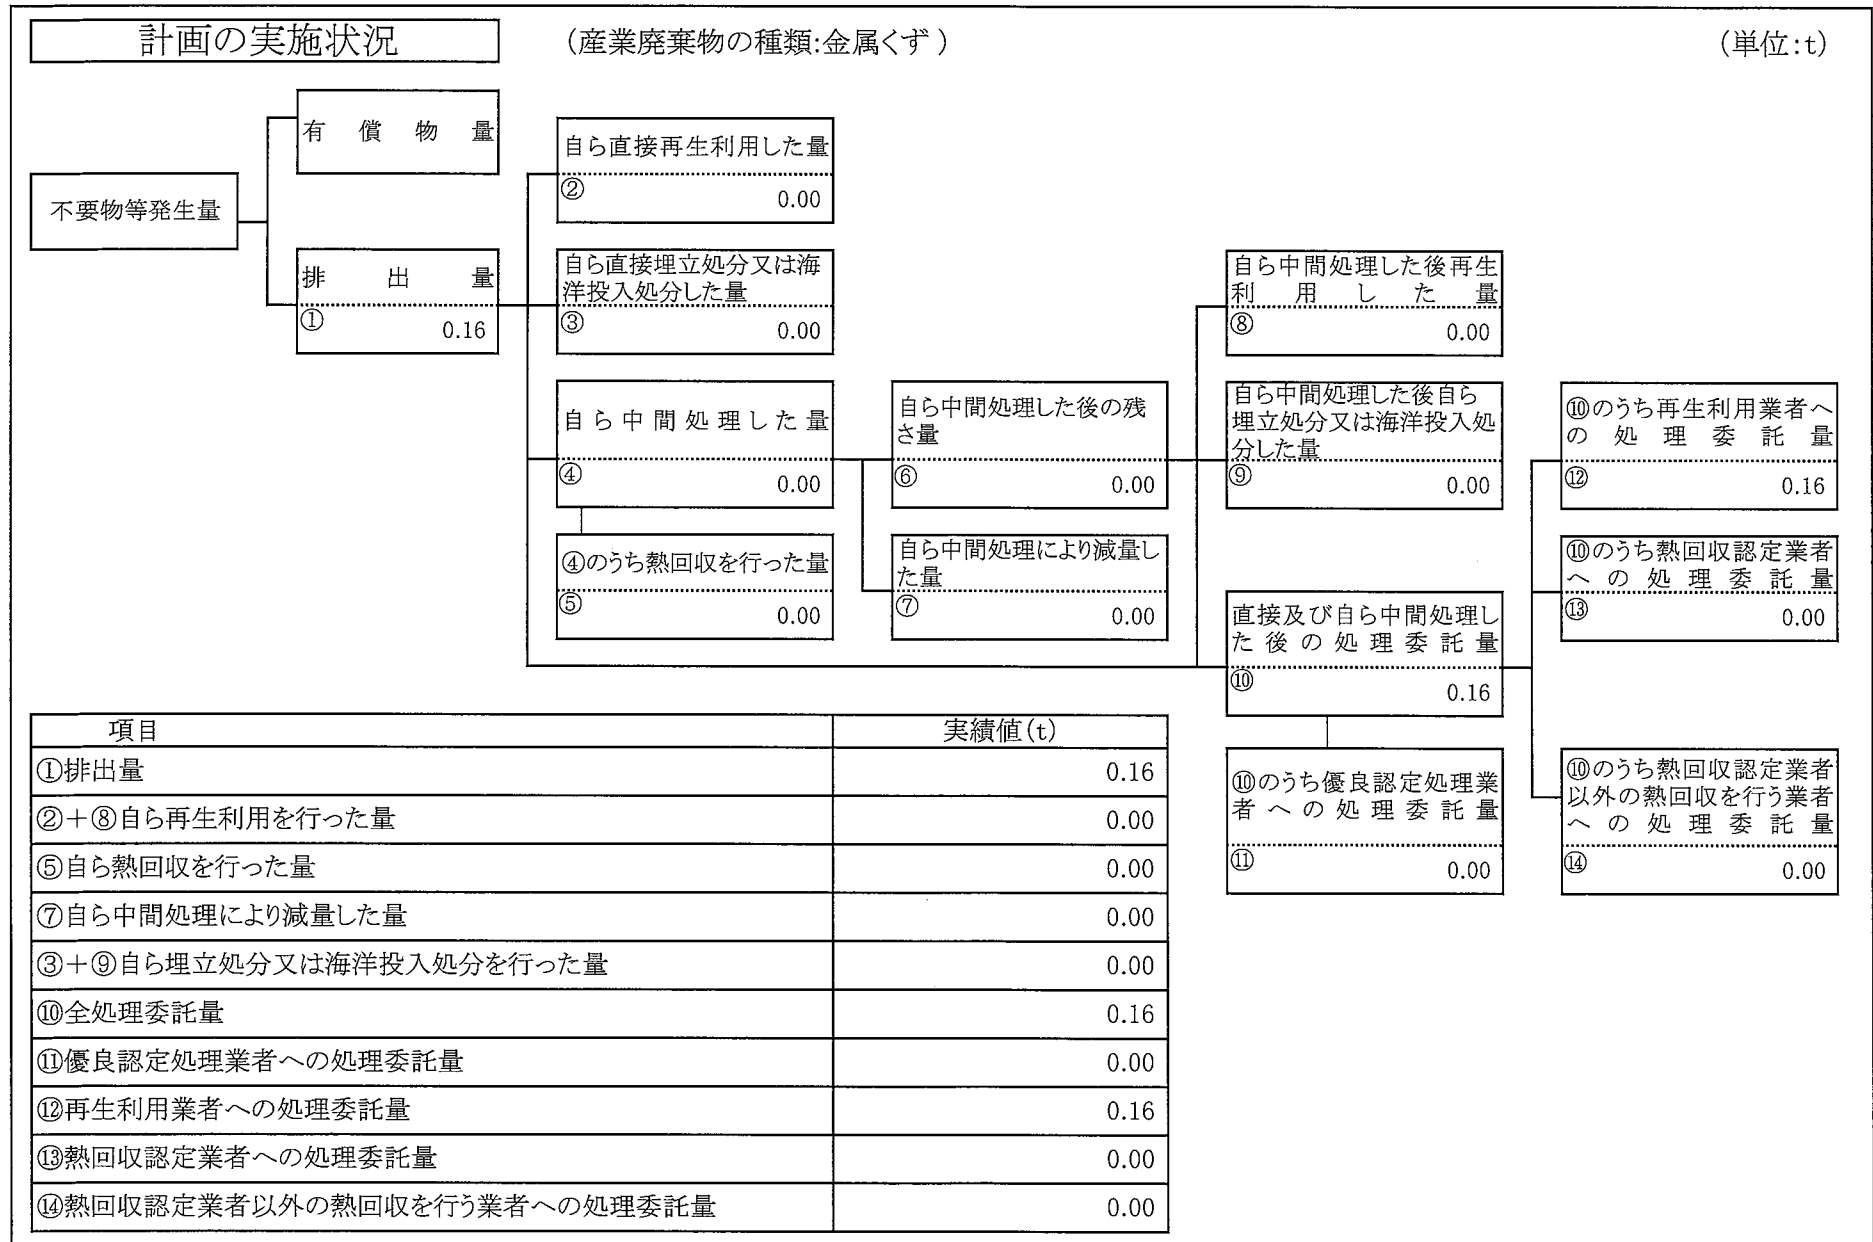 計画の実施状況
（産業廃棄物の種類:金属くず ）
（単位:t）
不要物等発生量
有償物量
排出量
①
0.16
自ら直接再生利用した量
②
0.00
自ら直接埋立処分又は海
洋投入処分した量
③
0.00
自ら中間処理した量
④
0.00
④のうち熱回収を行った量
⑤
0.00
自ら中間処理した後の残
さ量
⑥
0.00
自ら中間処理により減量し
た量
⑦
0.00
自ら中間処理した後再生
利用した量
⑧
0.00
自ら中間処理した後自ら
埋立処分又は海洋投入処
分した量
⑨
0.00
直接及び自ら中間処理し
た後の処理委託量
⑩
0.16
⑩のうち優良認定処理業
者への処理委託量
⑪
0.00
⑩のうち再生利用業者へ
の処理委託量
⑫
0.16
⑩のうち熱回収認定業者
への処理委託量
⑬
0.00
⑩のうち熱回収認定業者
以外の熱回収を行う業者
への処理委託量
⑭
0.00
項目 実績値(t)
①排出量 0.16
②＋⑧自ら再生利用を行った量 0.00
⑤自ら熱回収を行った量 0.00
⑦自ら中間処理により減量した量 0.00
③＋⑨自ら埋立処分又は海洋投入処分を行った量 0.00
⑩全処理委託量 0.16
⑪優良認定処理業者への処理委託量 0.00
⑫再生利用業者への処理委託量 0.16
⑬熱回収認定業者への処理委託量 0.00
⑭熱回収認定業者以外の熱回収を行う業者への処理委託量 0.00